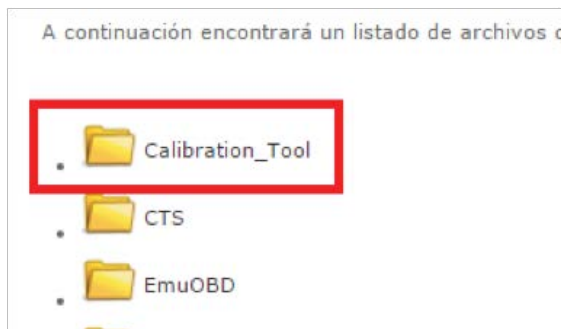 A continuación encontrará un listado de archivos
Calibration_Tool
CTS
EmuOBD